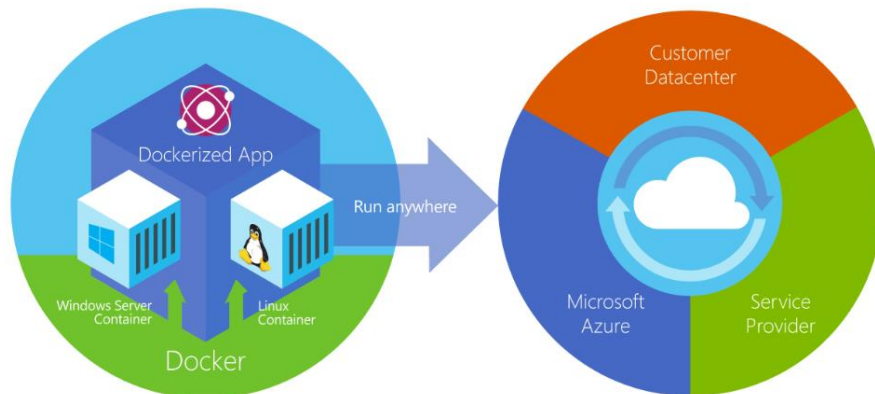 Dockerized App
Windows Server
Container
Linux
Container
Docker
Run anywhere
Customer
Datacenter
Microsoft
Azure
Service
Provider